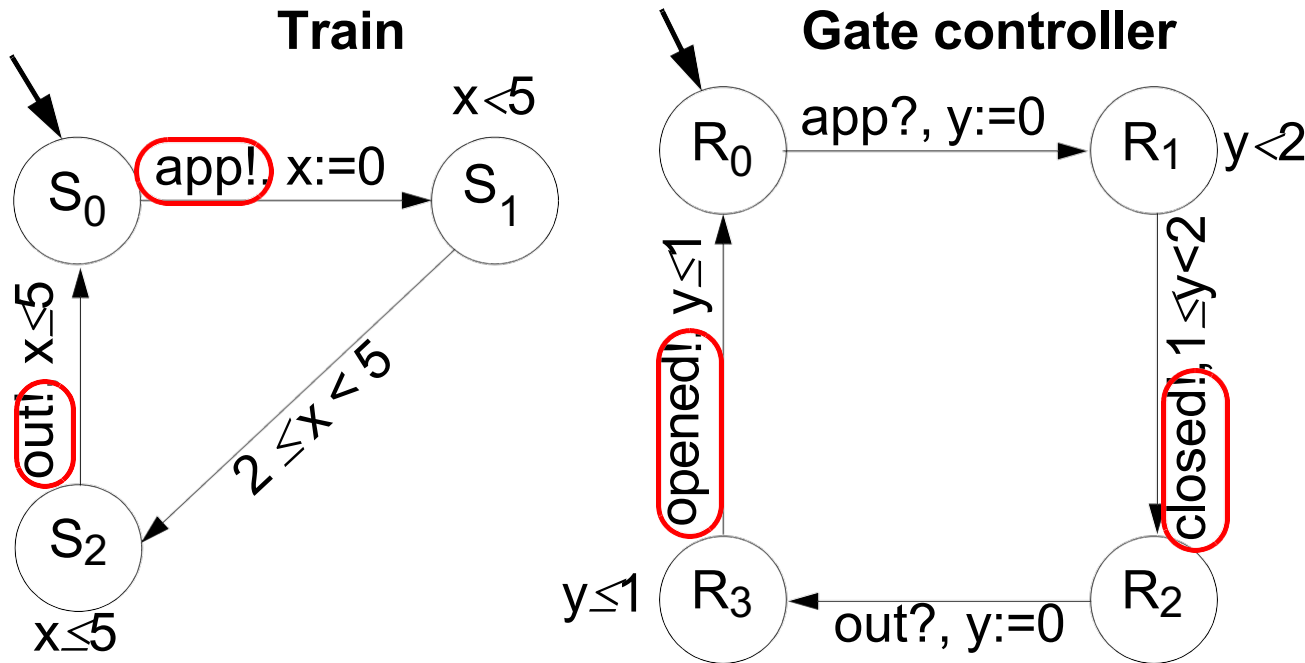 Train
Gate controller
x<5
S0
app!, x:=0
S1
R0
app?, y:=0
R1
y<2
out!, x≤5
2 ≤x < 5
opened!, y≤1
closed!,1≤y<2
S2
x≤5
y≤1
R3
out?, y:=0
R2